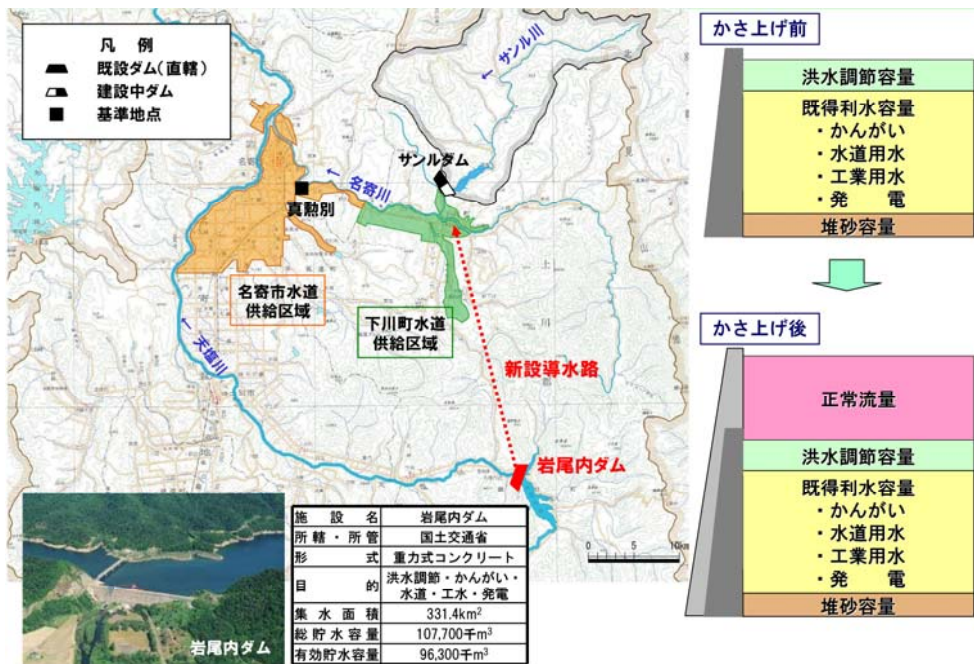 凡 例
既設ダム(直轄)
建設中ダム
基準地点
サンル川
サンルダム
名寄川
真勲別
名寄市水道
供給区域
下川町水道
供給区域
天塩川
新設導水路
岩尾内ダム
10km
岩尾内ダム
施設名 岩尾内ダム
所轄・所管 国土交通省
形式 重力式コンクリート
目的 洪水調節・かんがい・
水道・工水・発電
集水面積 331.4km²
総貯水容量 107,700千m³
有効貯水容量 96,300千m³
かさ上げ前
洪水調節容量
既得利水容量
・かんがい
・水道用水
・工業用水
・発 電
堆砂容量
かさ上げ後
正常流量
洪水調節容量
既得利水容量
・かんがい
・水道用水
・工業用水
・発 電
堆砂容量